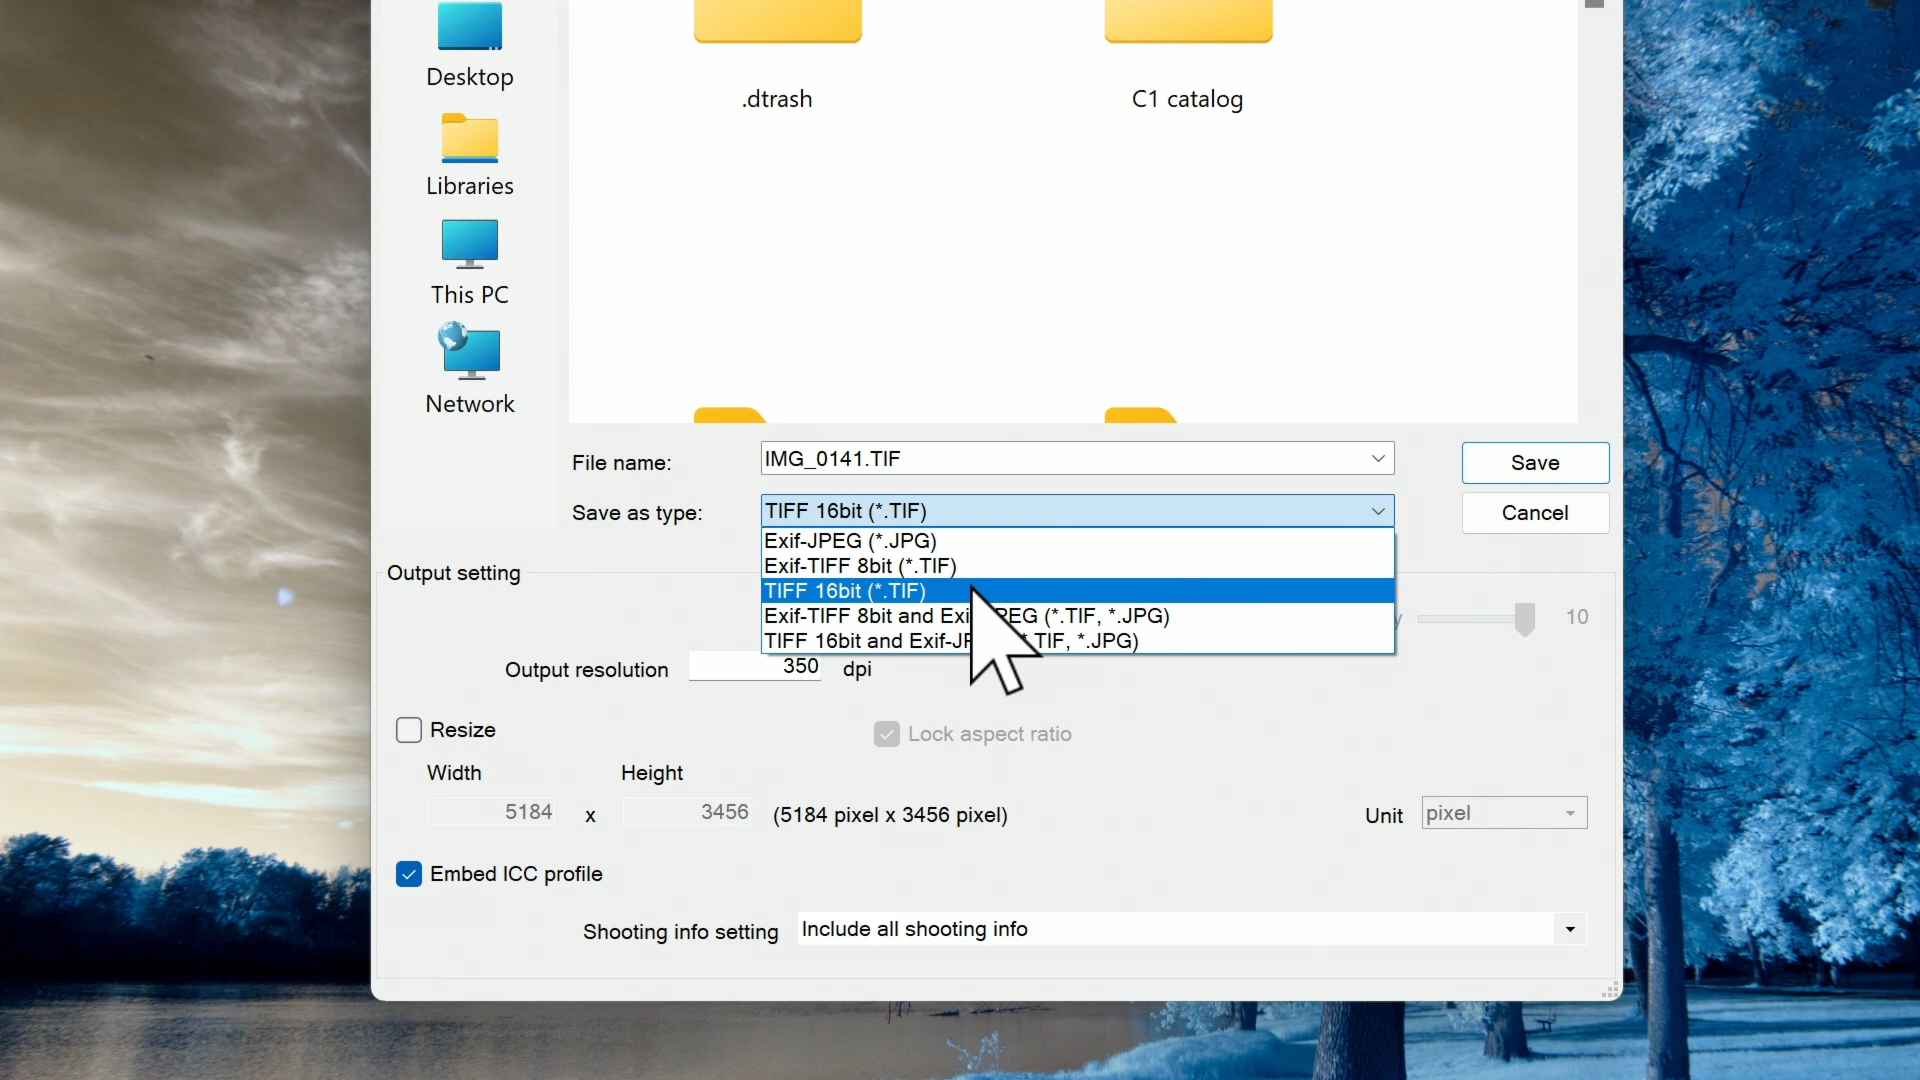 Desktop
.dtrash
C1 catalog
Libraries
This PC
Network
File name:
IMG_0141.TIF
Save
Save as type:
TIFF 16bit (*.TIF)
Cancel
Exif-JPEG (*.JPG)
Exif-TIFF 8bit (*.TIF)
TIFF 16bit (*.TIF)
Exif-TIFF 8bit and Exi PEG (*.TIF, *.JPG)
TIFF 16bit and Exif-JP *.TIF, *.JPG)
Output setting
10
Output resolution 350 dpi
Resize
Lock aspect ratio
Width
Height
5184 x 3456 (5184 pixel x 3456 pixel)
Unit pixel
Embed ICC profile
Shooting info setting Include all shooting info